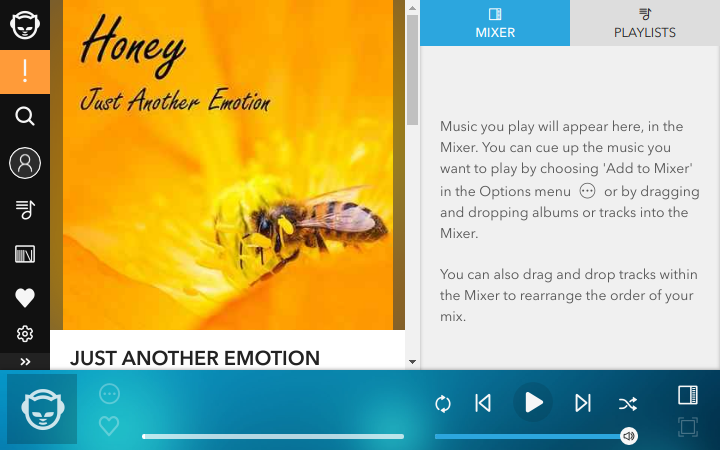 Honey
Just Another Emotion
JUST ANOTHER EMOTION
MIXER
PLAYLISTS
Music you play will appear here, in the
Mixer. You can cue up the music you
want to play by choosing 'Add to Mixer'
in the Options menu or by dragging
and dropping albums or tracks into the
Mixer.
You can also drag and drop tracks within
the Mixer to rearrange the order of your
mix.